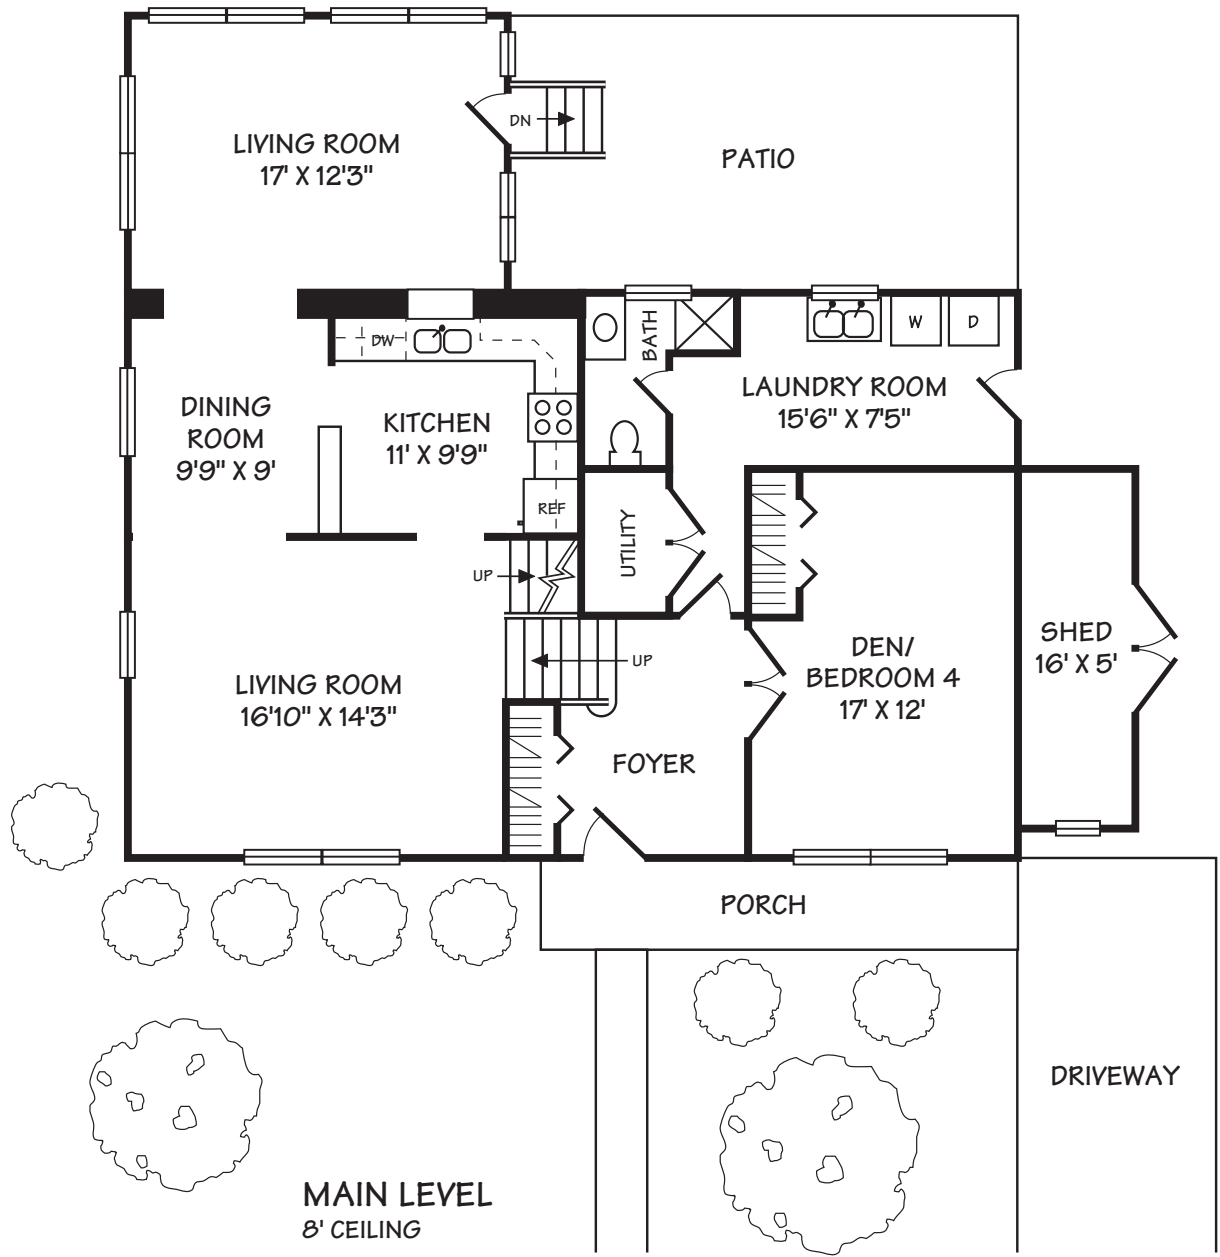 LIVING ROOM
17' X 12'3"
DN
PATIO
DW
BATH
W
D
DINING
ROOM
9'9" X 9'
KITCHEN
11' X 9'9"
LAUNDRY ROOM
15'6" X 7'5"
REF
UTILITY
UP
UP
LIVING ROOM
16'10" X 14'3"
DEN/
BEDROOM 4
17' X 12'
SHED
16' X 5'
FOYER
PORCH
DRIVEWAY
MAIN LEVEL
8' CEILING